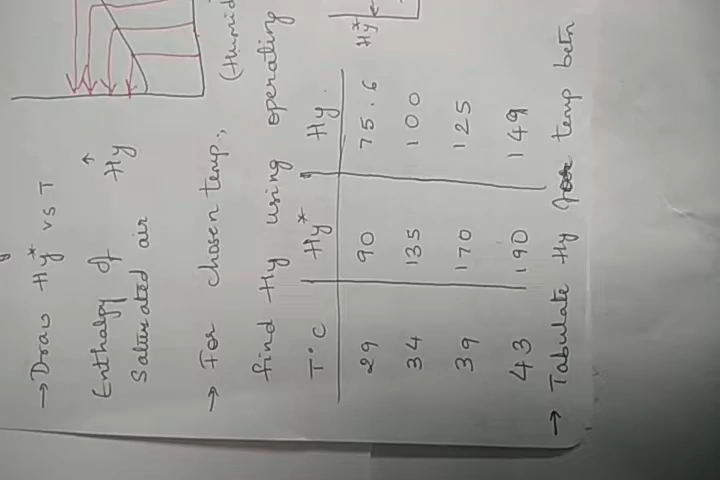 → Draw Hy* vs T
Enthalpy of Hy
Saturated air
(Humid
→ For chosen temp.,
find Hy using operating
T°C Hy* Hy.
29 90 75.6
34 135 100
39 170 125
43 190 149
Hy*
→ Tabulate Hy for temp betn